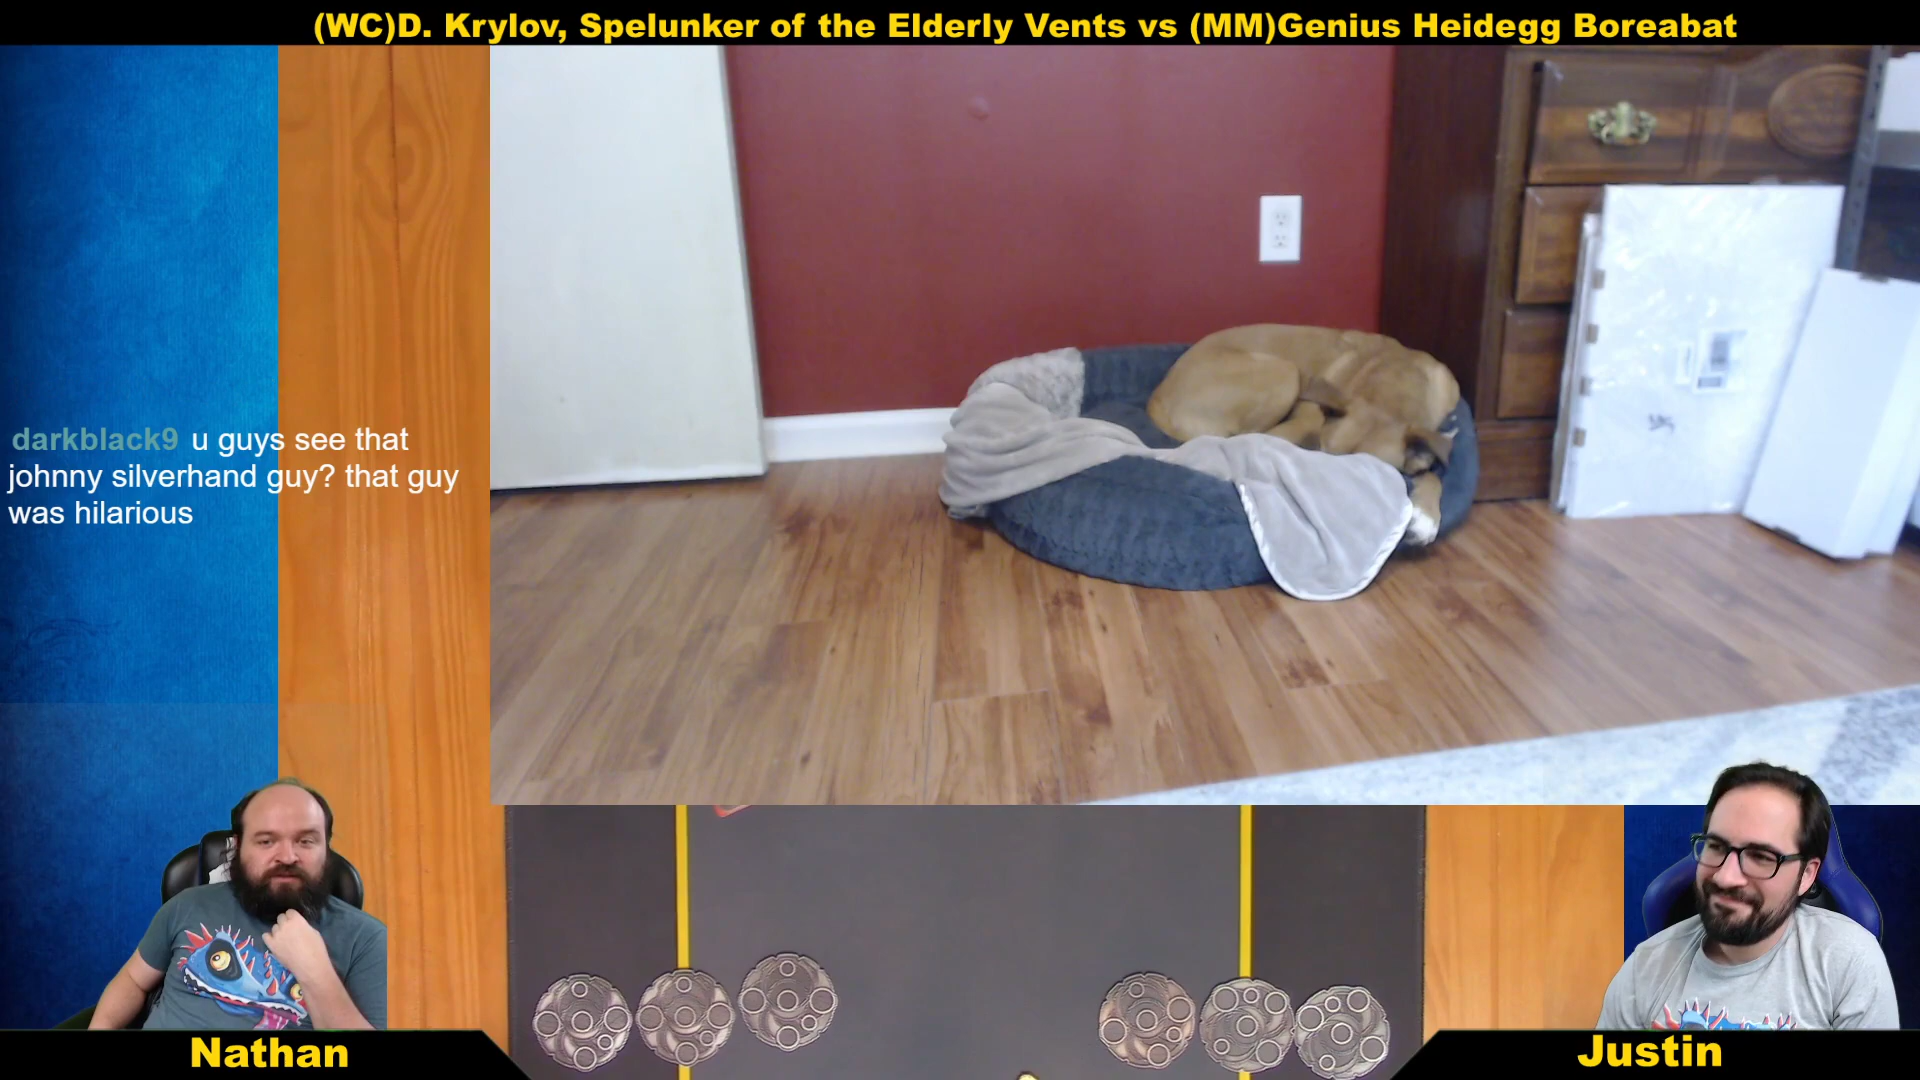 (WC)D. Krylov, Spelunker of the Elderly Vents vs (MM)Genius Heidegg Boreabat
darkblack9 u guys see that
johnny silverhand guy? that guy
was hilarious
Nathan
Justin